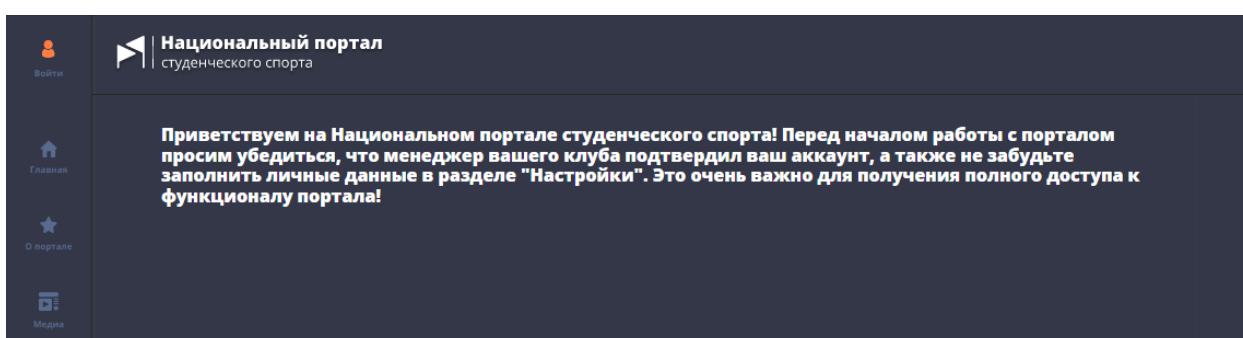 Войти
Национальный портал
студенческого спорта
Главная
О портале
Медиа
Приветствуем на Национальном портале студенческого спорта! Перед началом работы с порталом
просим убедиться, что менеджер вашего клуба подтвердил ваш аккаунт, а также не забудьте
заполнить личные данные в разделе "Настройки". Это очень важно для получения полного доступа к
функционалу портала!